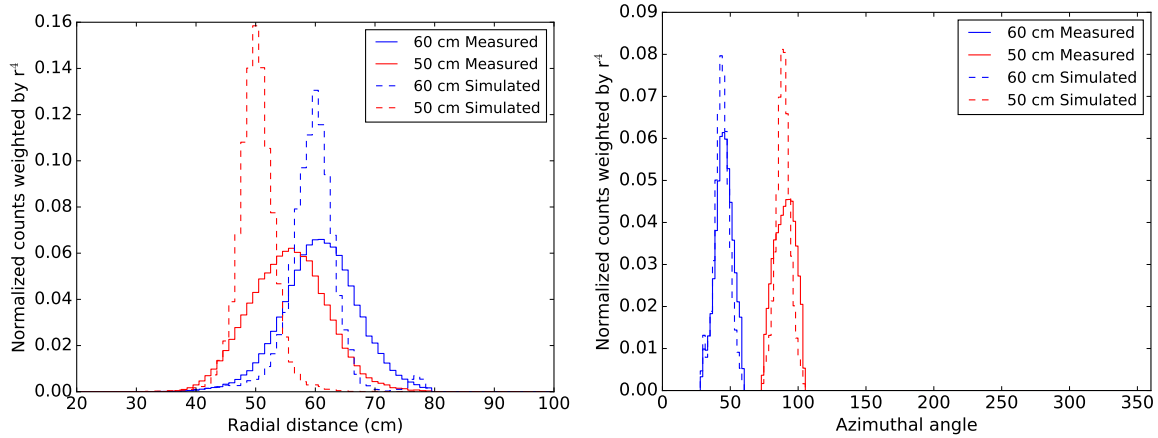 0.16
0.14
0.12
0.10
0.08
0.06
0.04
0.02
0.00
Normalized counts weighted by r⁴
20 30 40 50 60 70 80 90 100
Radial distance (cm)
60 cm Measured
50 cm Measured
60 cm Simulated
50 cm Simulated
0.09
0.08
0.07
0.06
0.05
0.04
0.03
0.02
0.01
0.00
Normalized counts weighted by r⁴
0 50 100 150 200 250 300 350
Azimuthal angle
60 cm Measured
50 cm Measured
60 cm Simulated
50 cm Simulated